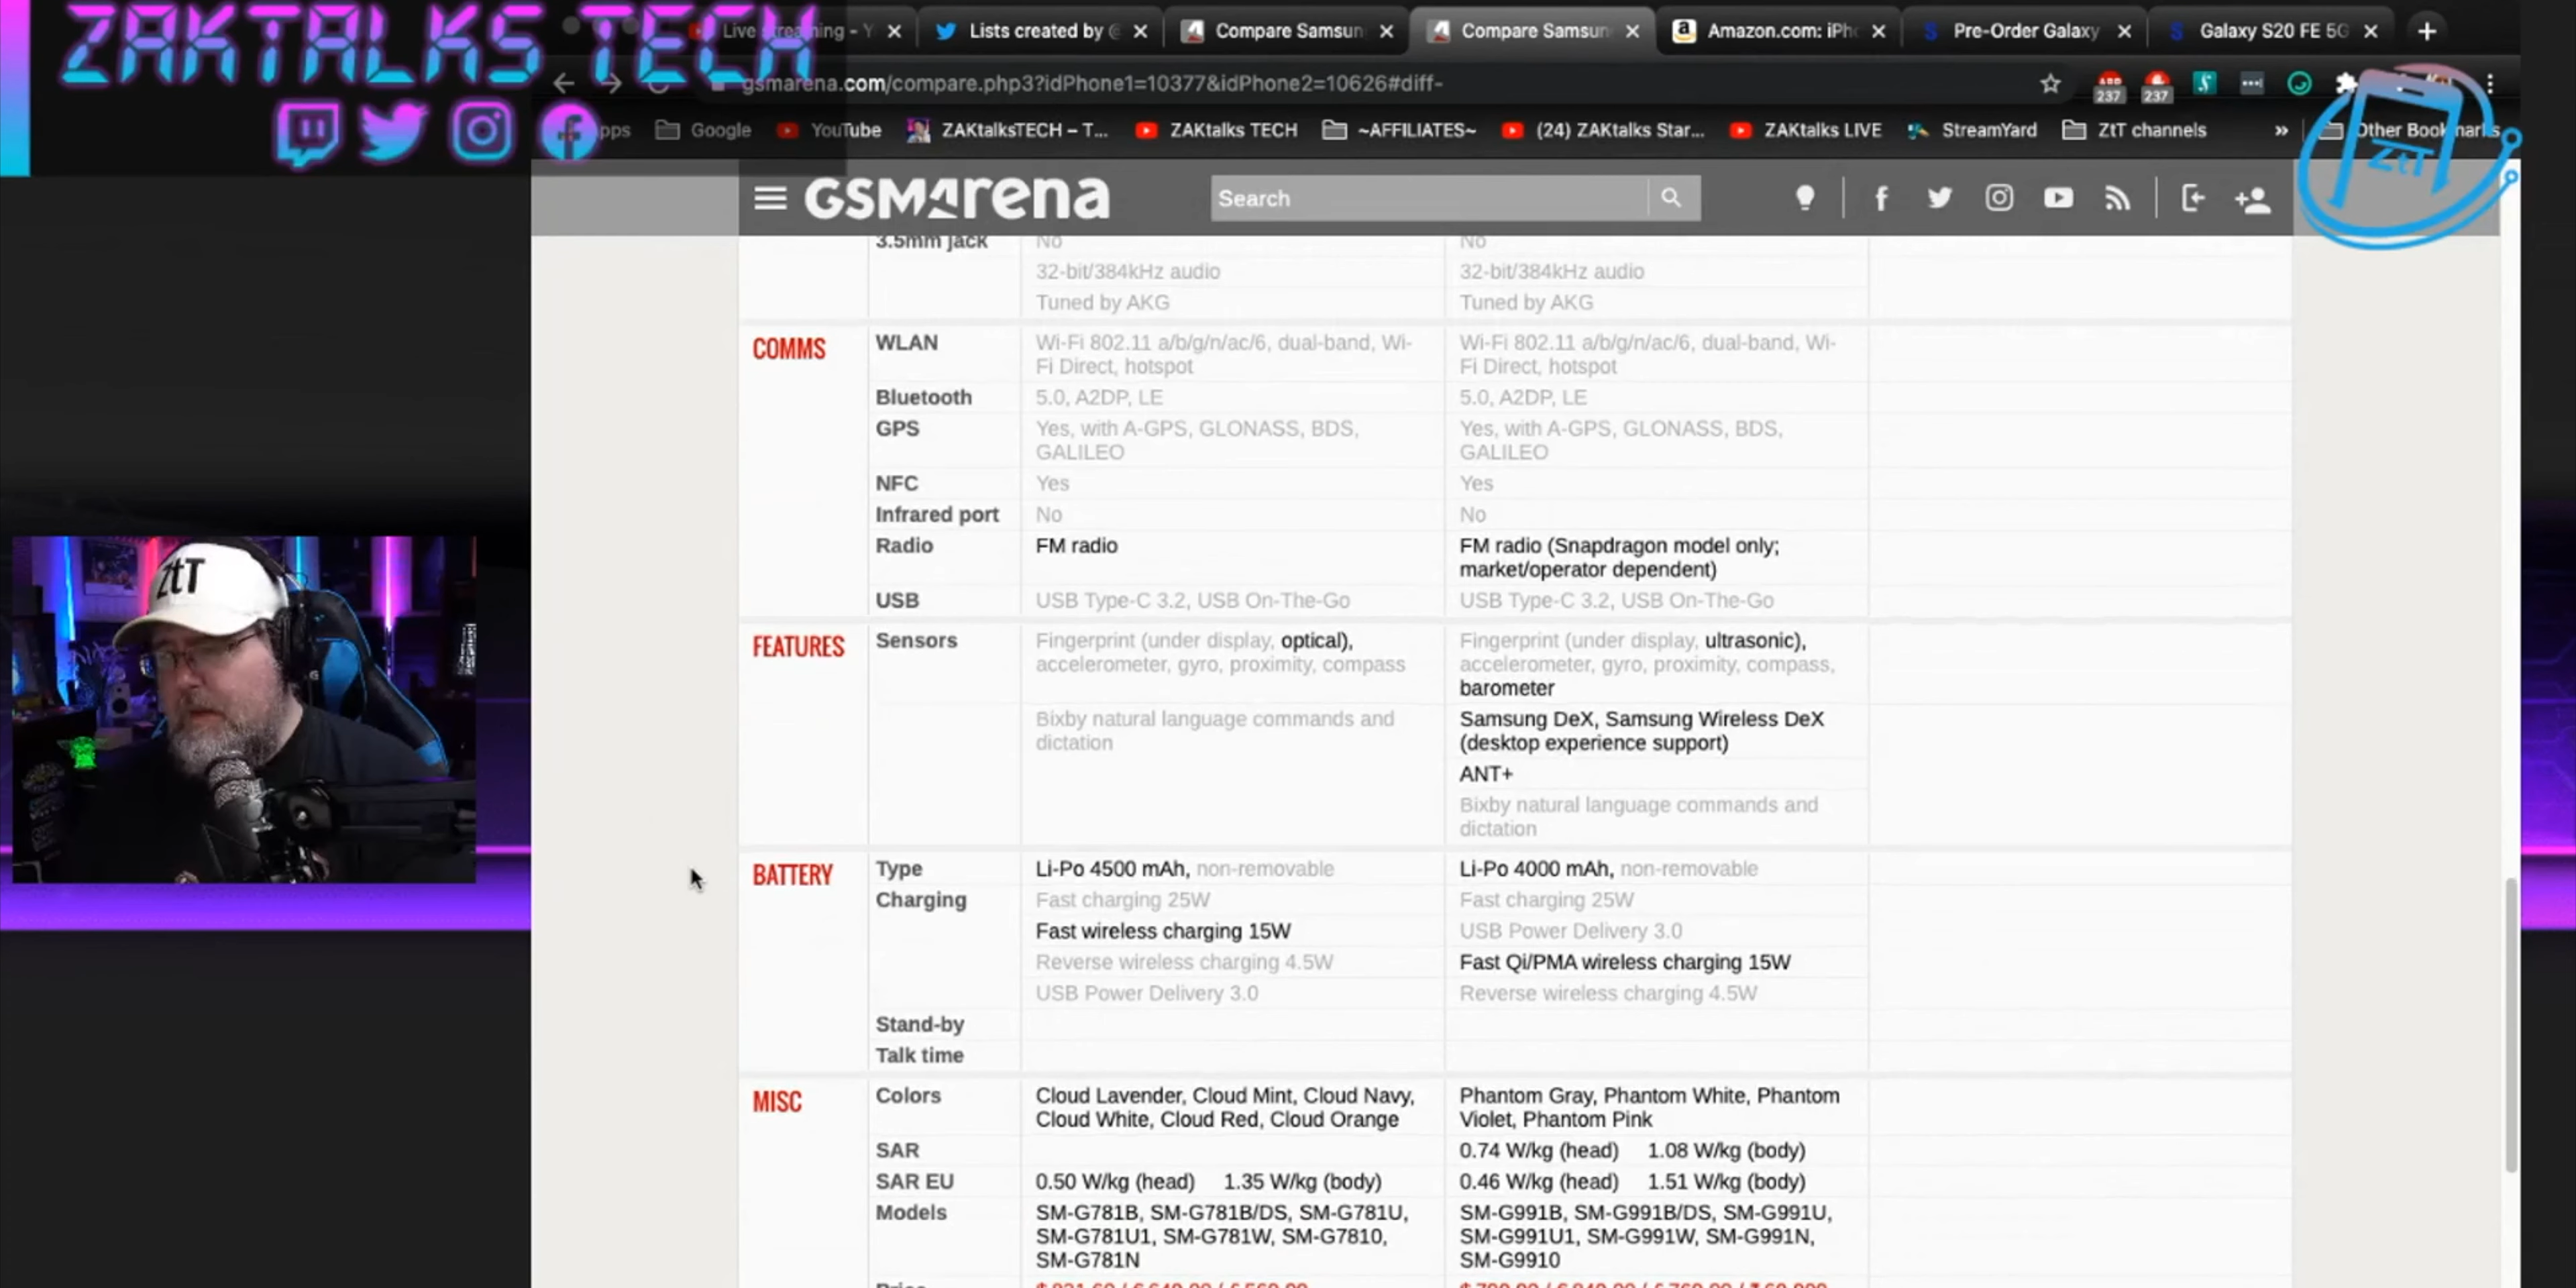 ZAKTALKS TECH
Live streaming - Y
Lists created by @
Compare Samsun
Compare Samsun
Amazon.com: iPho
Pre-Order Galaxy
Galaxy S20 FE 5G
gsmarena.com/compare.php3?idPhone1=10377&idPhone2=10626#diff-
237
237
Google
YouTube
ZAKtalksTECH – T...
ZAKtalks TECH
~AFFILIATES~
(24) ZAKtalks Star...
ZAKtalks LIVE
StreamYard
ZtT channels
»
Other Bookmarks
ZtT
GSMArena
Search
3.5mm jack No No
32-bit/384kHz audio 32-bit/384kHz audio
Tuned by AKG Tuned by AKG
COMMS WLAN Wi-Fi 802.11 a/b/g/n/ac/6, dual-band, Wi- Wi-Fi 802.11 a/b/g/n/ac/6, dual-band, Wi-
Fi Direct, hotspot Fi Direct, hotspot
Bluetooth 5.0, A2DP, LE 5.0, A2DP, LE
GPS Yes, with A-GPS, GLONASS, BDS, Yes, with A-GPS, GLONASS, BDS,
GALILEO GALILEO
NFC Yes Yes
Infrared port No No
Radio FM radio FM radio (Snapdragon model only;
market/operator dependent)
USB USB Type-C 3.2, USB On-The-Go USB Type-C 3.2, USB On-The-Go
FEATURES Sensors Fingerprint (under display, optical), Fingerprint (under display, ultrasonic),
accelerometer, gyro, proximity, compass accelerometer, gyro, proximity, compass,
barometer
Bixby natural language commands and Samsung DeX, Samsung Wireless DeX
dictation (desktop experience support)
ANT+
Bixby natural language commands and
dictation
BATTERY Type Li-Po 4500 mAh, non-removable Li-Po 4000 mAh, non-removable
Charging Fast charging 25W Fast charging 25W
Fast wireless charging 15W USB Power Delivery 3.0
Reverse wireless charging 4.5W Fast Qi/PMA wireless charging 15W
USB Power Delivery 3.0 Reverse wireless charging 4.5W
Stand-by
Talk time
MISC Colors Cloud Lavender, Cloud Mint, Cloud Navy, Phantom Gray, Phantom White, Phantom
Cloud White, Cloud Red, Cloud Orange Violet, Phantom Pink
SAR 0.74 W/kg (head) 1.08 W/kg (body)
SAR EU 0.50 W/kg (head) 1.35 W/kg (body) 0.46 W/kg (head) 1.51 W/kg (body)
Models SM-G781B, SM-G781B/DS, SM-G781U, SM-G991B, SM-G991B/DS, SM-G991U,
SM-G781U1, SM-G781W, SM-G7810, SM-G991U1, SM-G991W, SM-G991N,
SM-G781N SM-G9910
ZtT